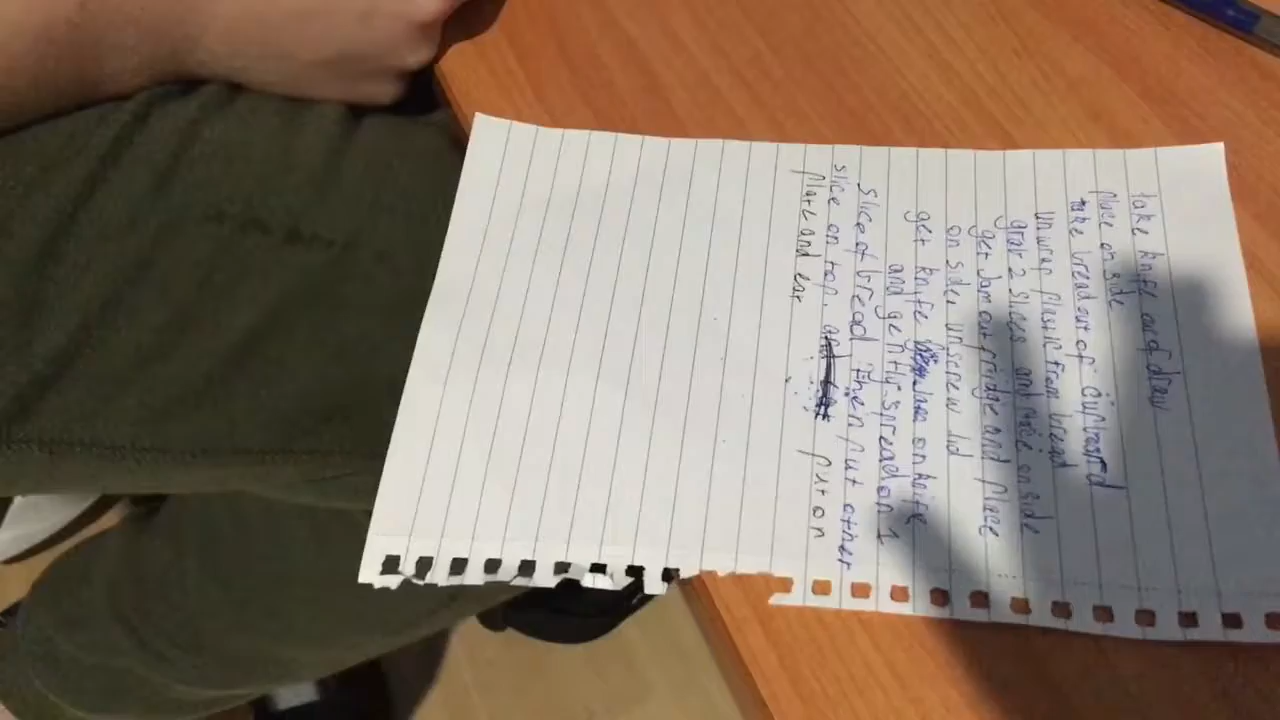 take knife and draw
place on side
take bread out of cupboard
unwrap plastic from bread
grab 2 slices and place on side
get Jam out fridge and place
on side, unscrew lid
get knife Jam on knife
and gently spread on 1
slice of bread then put other
slice on top. put on
plate and eat